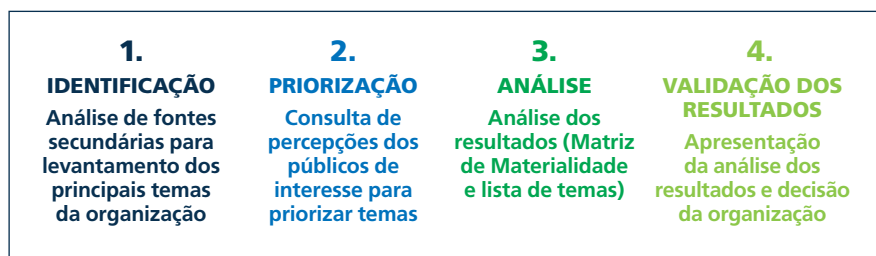 1.
IDENTIFICAÇÃO
Análise de fontes
secundárias para
levantamento dos
principais temas
da organização
2.
PRIORIZAÇÃO
Consulta de
percepções dos
públicos de
interesse para
priorizar temas
3.
ANÁLISE
Análise dos
resultados (Matriz
de Materialidade
e lista de temas)
4.
VALIDAÇÃO DOS
RESULTADOS
Apresentação
da análise dos
resultados e decisão
da organização